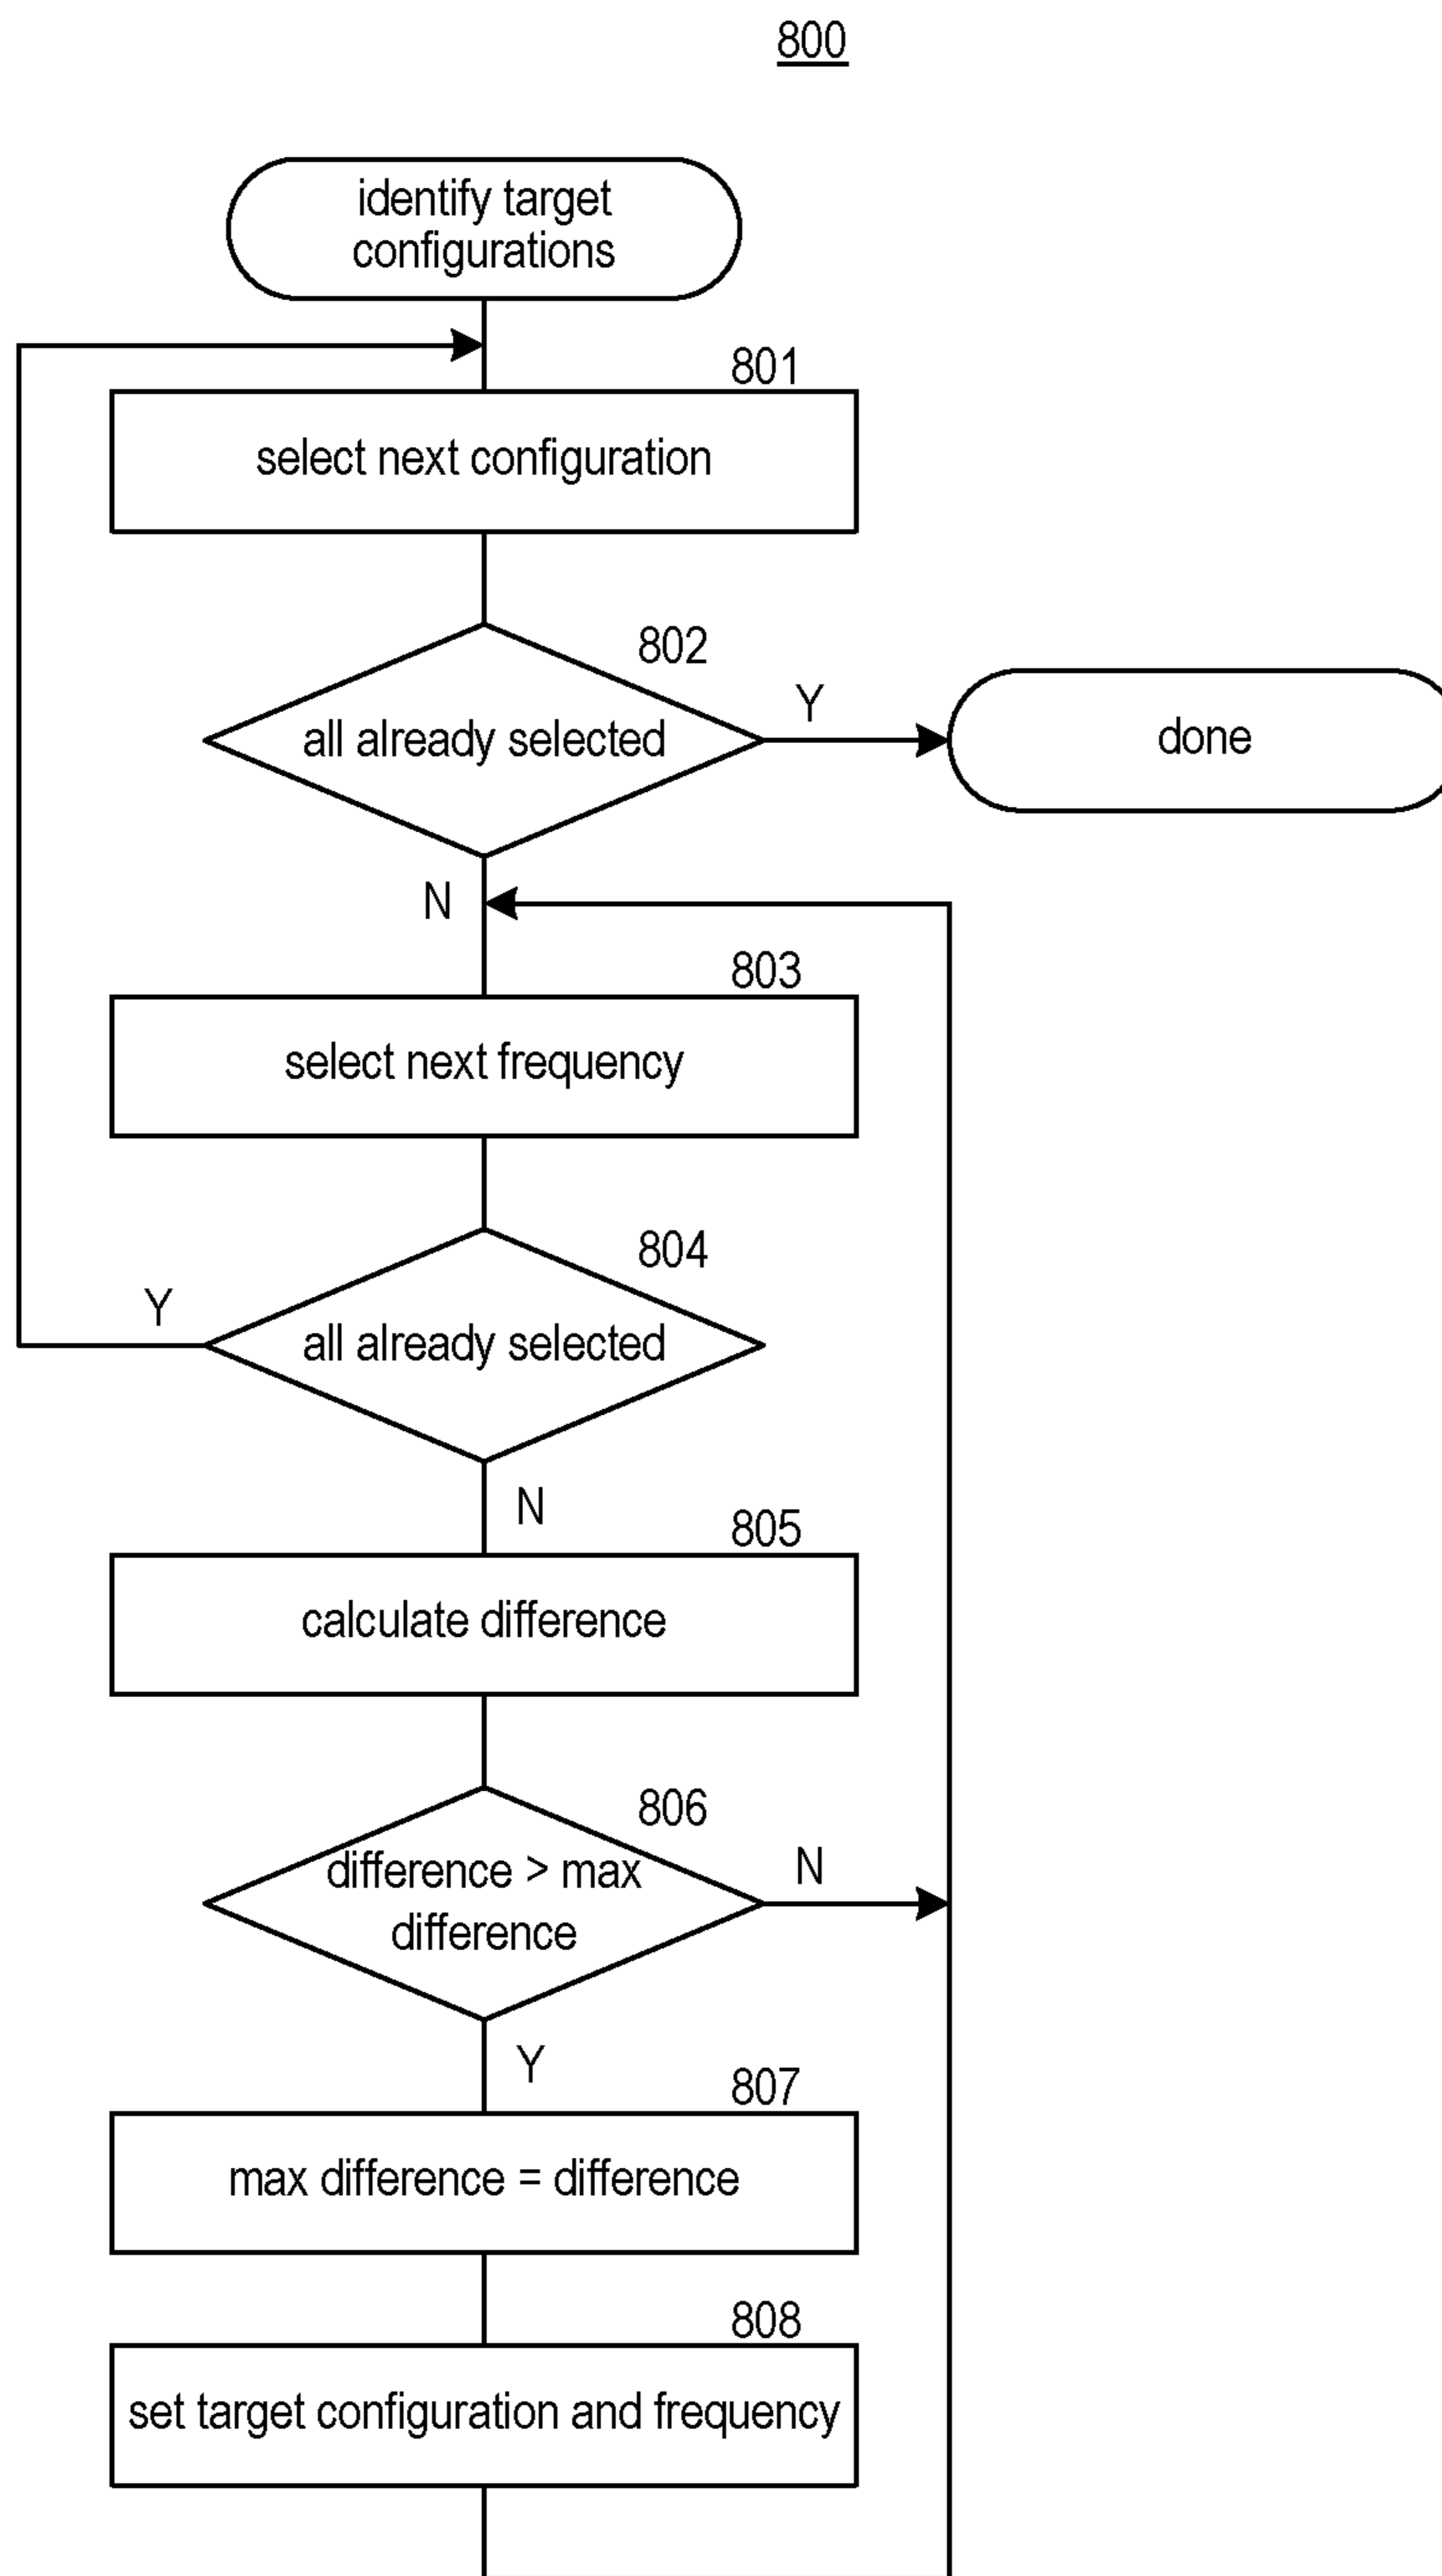 800
identify target
configurations
801
select next configuration
802
all already selected
Y
done
N
803
select next frequency
804
all already selected
Y
N
805
calculate difference
806
difference > max
difference
N
Y
807
max difference = difference
808
set target configuration and frequency